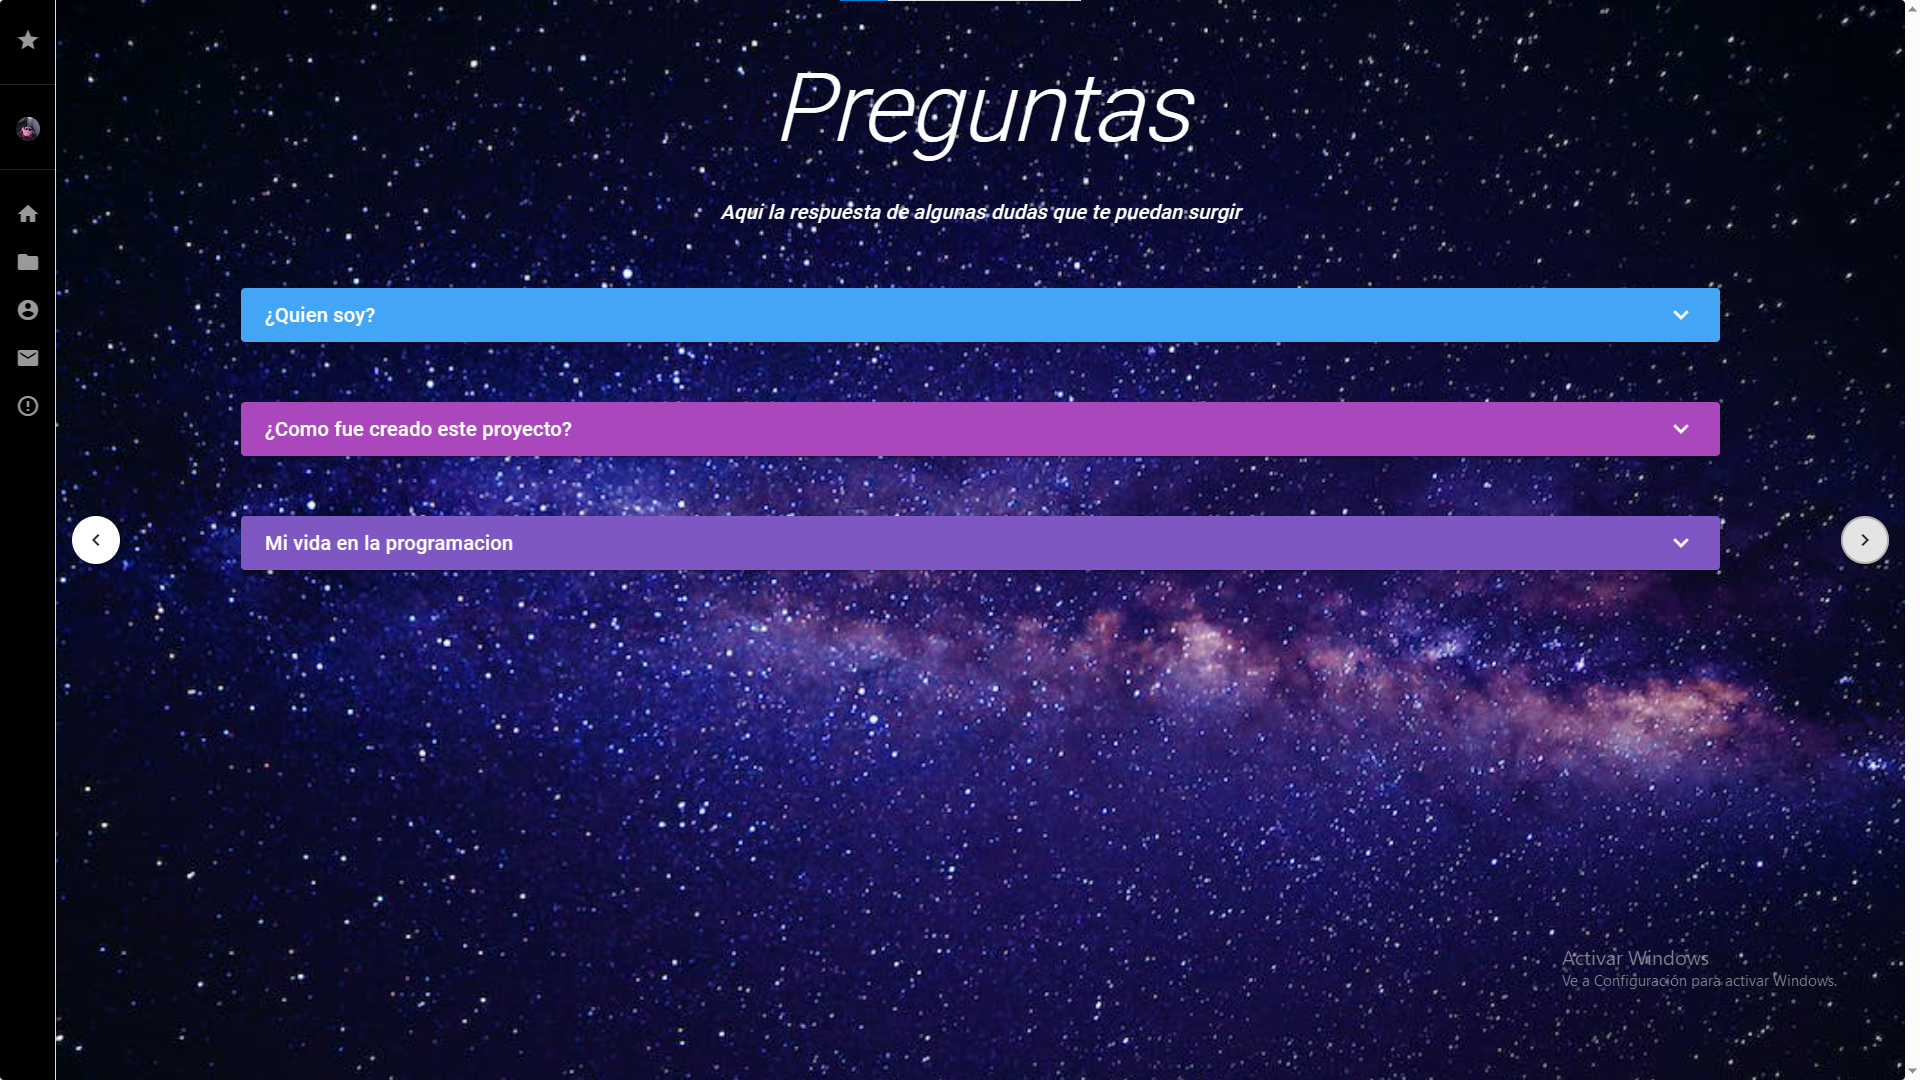 Preguntas
Aqui la respuesta de algunas dudas que te puedan surgir
¿Quien soy?
¿Como fue creado este proyecto?
Mi vida en la programacion
Activar Windows
Ve a Configuración para activar Windows.